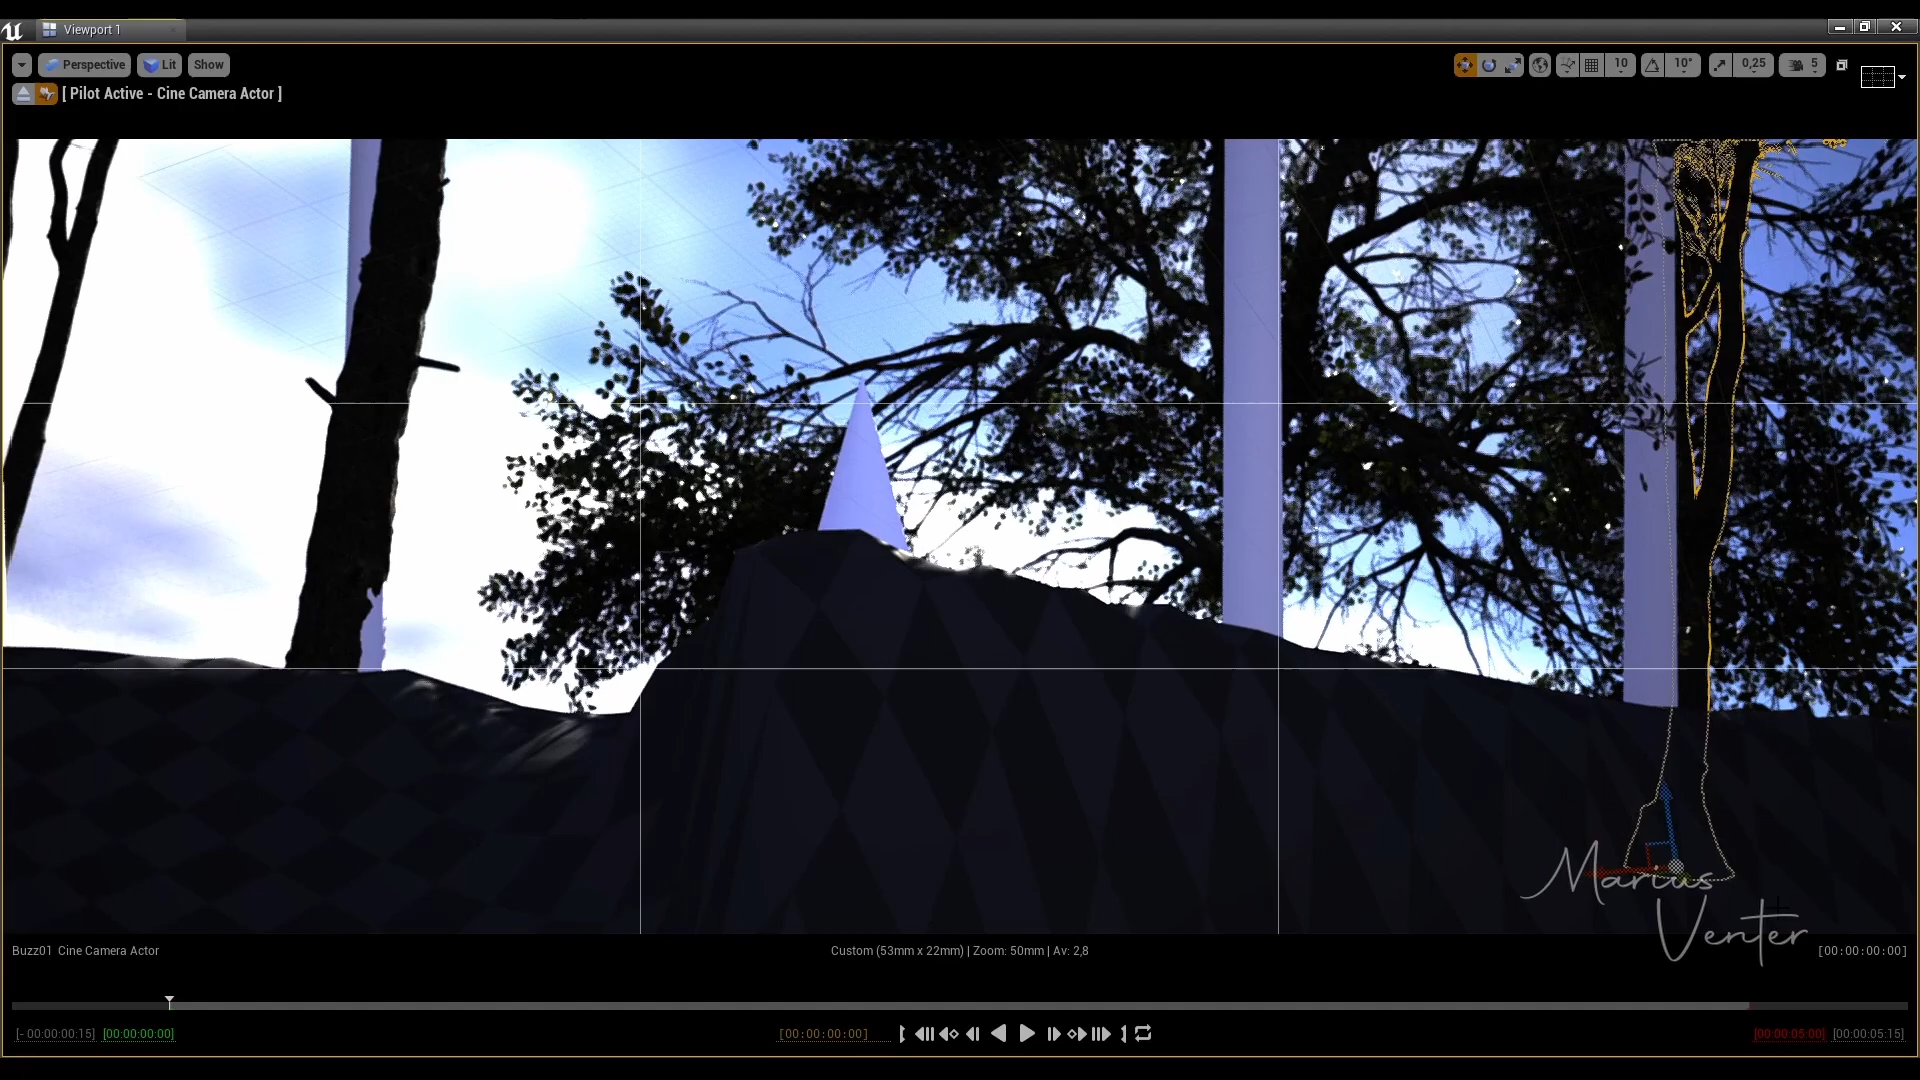 Viewport 1
Perspective Lit Show 10 10° 0,25 5
[ Pilot Active - Cine Camera Actor ]
Marius
Venter
Buzz01 Cine Camera Actor Custom (53mm x 22mm) | Zoom: 50mm | Av: 2,8 [00:00:00:00]
[- 00:00:00:15] [00:00:00:00] [00:00:00:00] [00:00:05:00] [00:00:05:15]